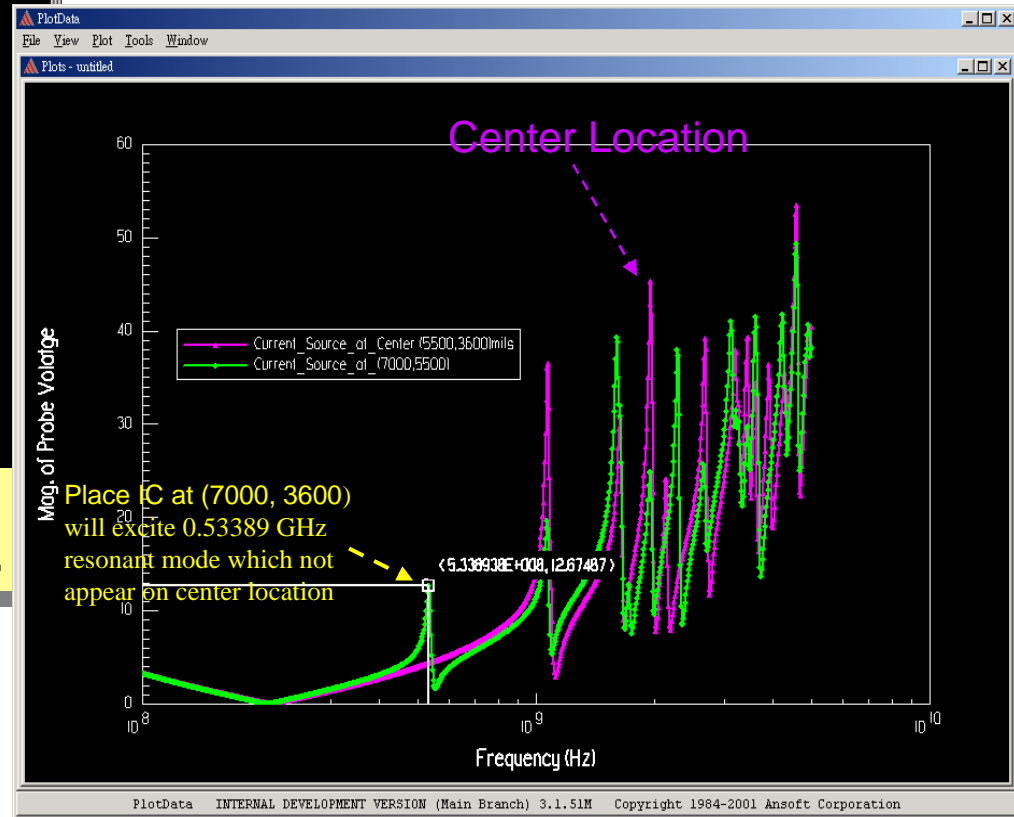 PlotData
File View Plot Tools Window
Plots - untitled
Center Location
60
50
40
30
20
10
0
Mag. of Probe Volatge
Current_Source_at_Center (5500,3600)mils
Current_Source_at_(7000,5500)
Place IC at (7000, 3600)
will excite 0.53389 GHz
resonant mode which not
appear on center location
(5.338938E+008,12.67487)
10 8
10 9
10 10
Frequency (Hz)
PlotData INTERNAL DEVELOPMENT VERSION (Main Branch) 3.1.51M Copyright 1984-2001 Ansoft Corporation